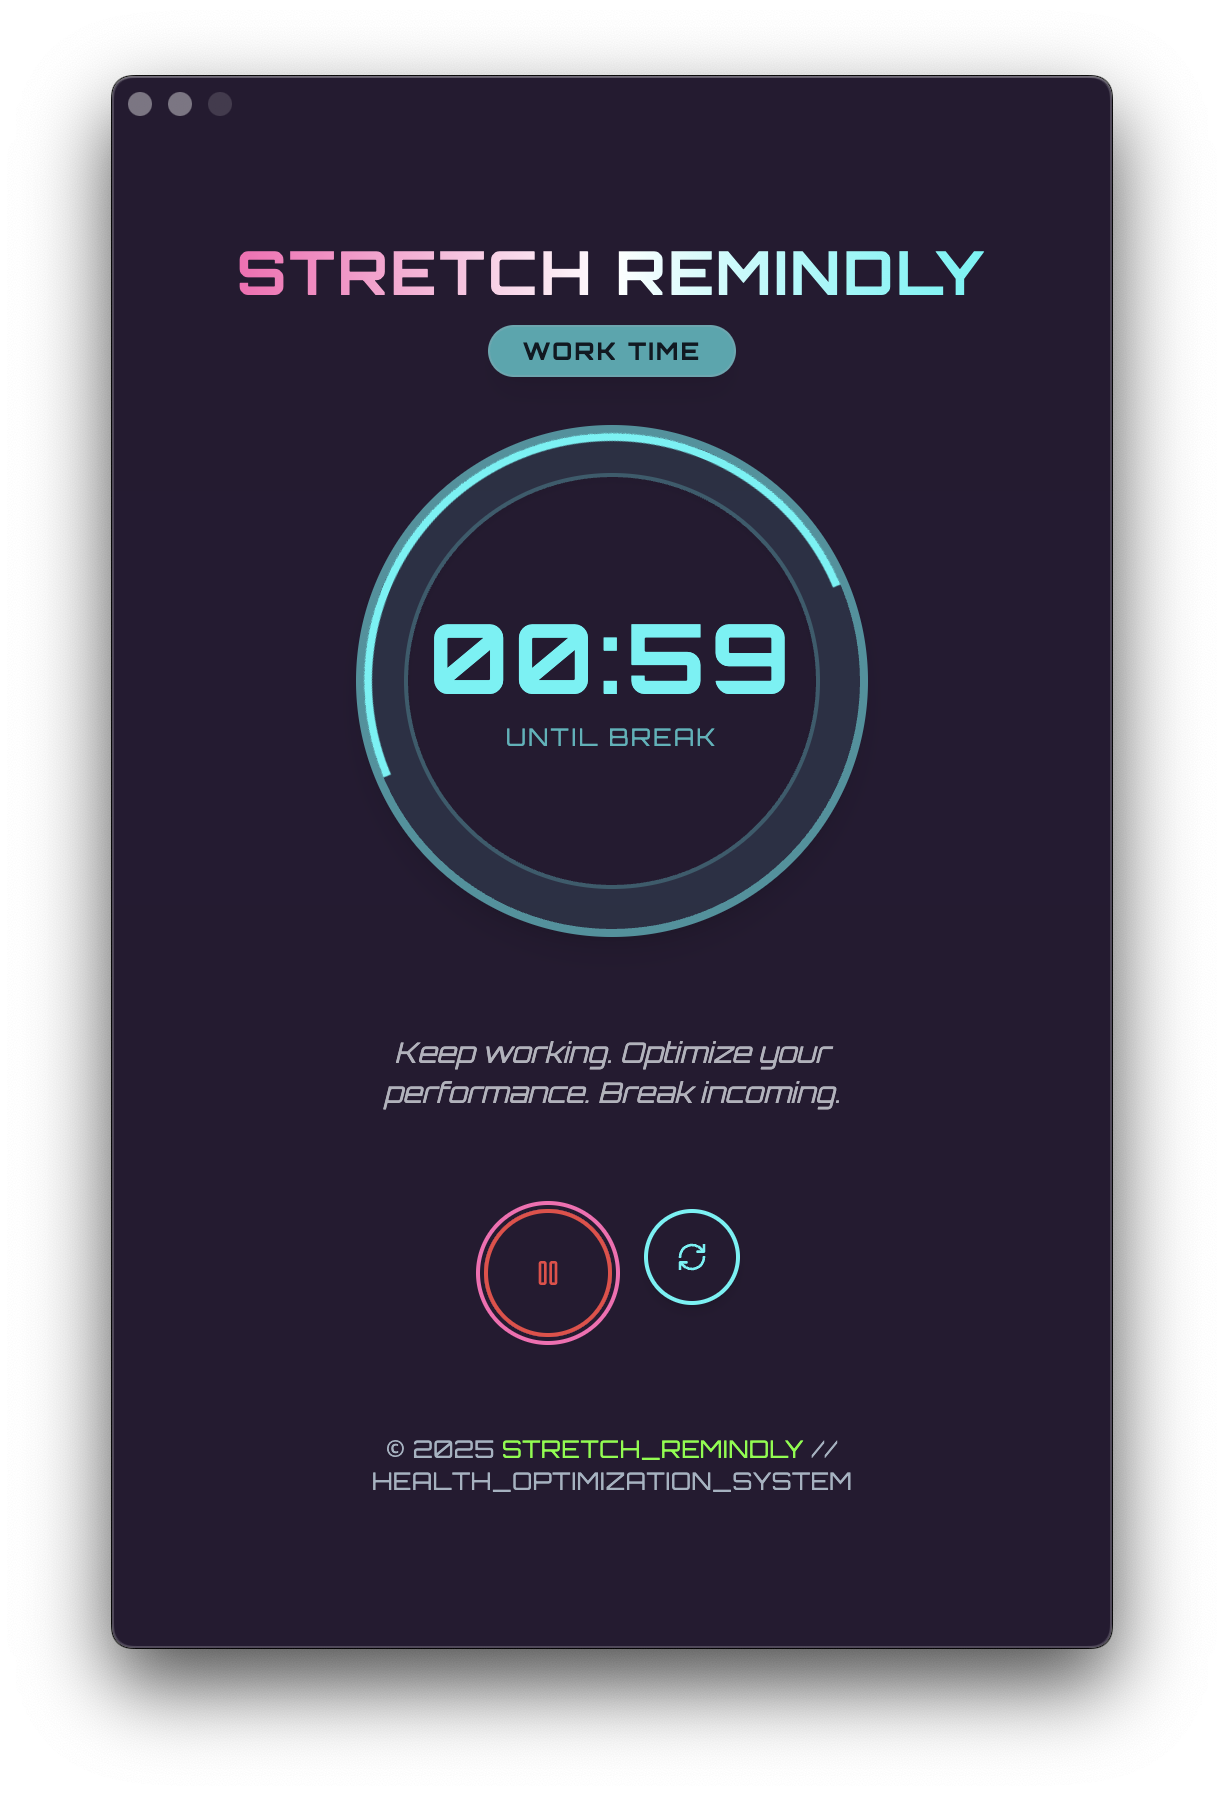 STRETCH REMINDLY
WORK TIME
00:59
UNTIL BREAK
Keep working. Optimize your
performance. Break incoming.
© 2025 STRETCH_REMINDLY //
HEALTH_OPTIMIZATION_SYSTEM